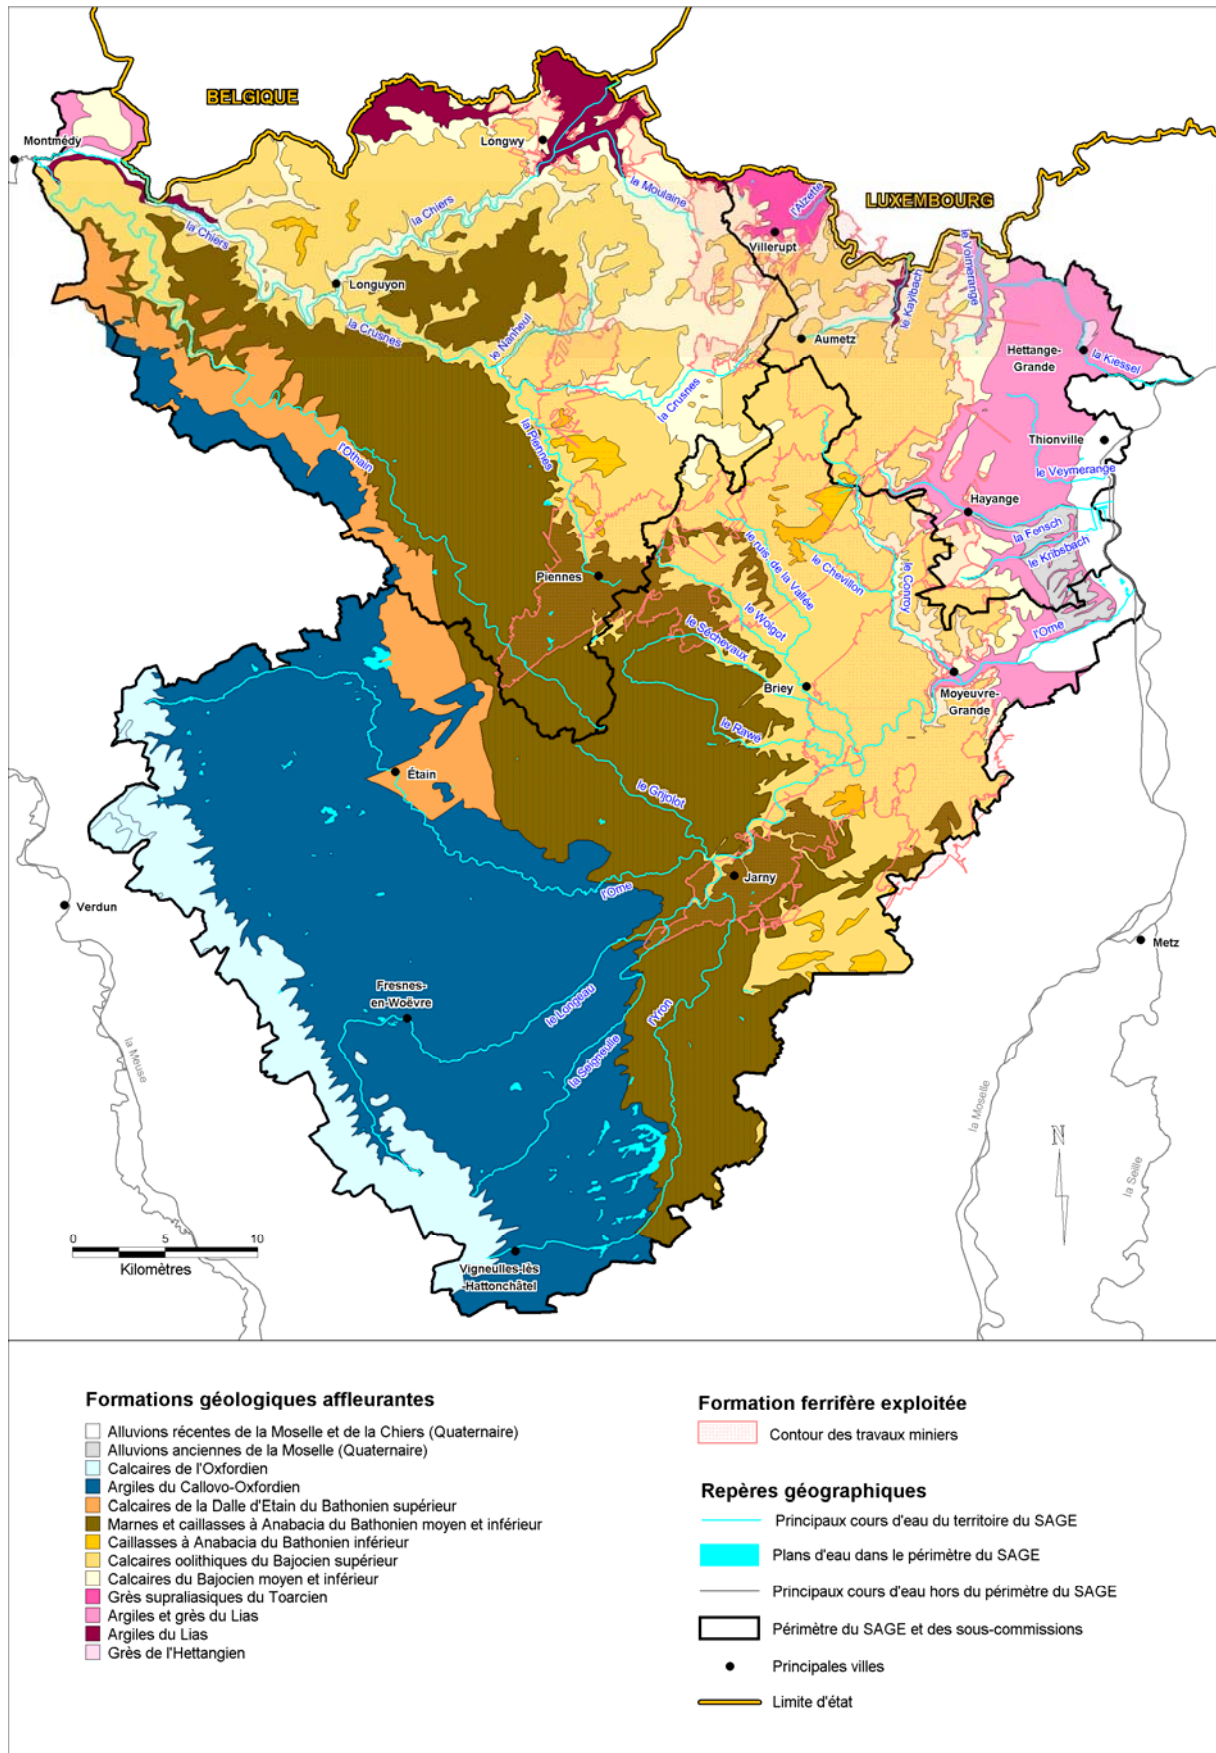 BELGIQUE
Montmédy
Longwy
la Moulaine
la Chiers
la Chiers
l'Alzette
LUXEMBOURG
Villerupt
le Volmerange
le Kaylbach
Longuyon
la Crusnes
le Nanheul
Aumetz
Hettange-
Grande
la Kiessel
la Crusnes
la Piennes
l'Othain
Thionville
le Veymerange
Hayange
la Fensch
le Kribsbach
Piennes
le ruis. de la Vallée
le Chevillon
le Conroy
le Woigot
l'Orne
le Sécheyaux
Briey
Moyeuvre-
Grande
le Rawé
Étain
le Grijolot
Jarny
l'Orne
Verdun
Metz
Fresnes-
en-Woëvre
le Longeau
l'Yron
la Seigneulle
la Meuse
la Moselle
la Seille
N
0 5 10
Kilomètres
Vigneulles-lès
-Hattonchâtel
Formations géologiques affleurantes
Alluvions récentes de la Moselle et de la Chiers (Quaternaire)
Alluvions anciennes de la Moselle (Quaternaire)
Calcaires de l'Oxfordien
Argiles du Callovo-Oxfordien
Calcaires de la Dalle d'Etain du Bathonien supérieur
Marnes et caillasses à Anabacia du Bathonien moyen et inférieur
Caillasses à Anabacia du Bathonien inférieur
Calcaires oolithiques du Bajocien supérieur
Calcaires du Bajocien moyen et inférieur
Grès supraliasiques du Toarcien
Argiles et grès du Lias
Argiles du Lias
Grès de l'Hettangien
Formation ferrifère exploitée
Contour des travaux miniers
Repères géographiques
Principaux cours d'eau du territoire du SAGE
Plans d'eau dans le périmètre du SAGE
Principaux cours d'eau hors du périmètre du SAGE
Périmètre du SAGE et des sous-commissions
Principales villes
Limite d'état